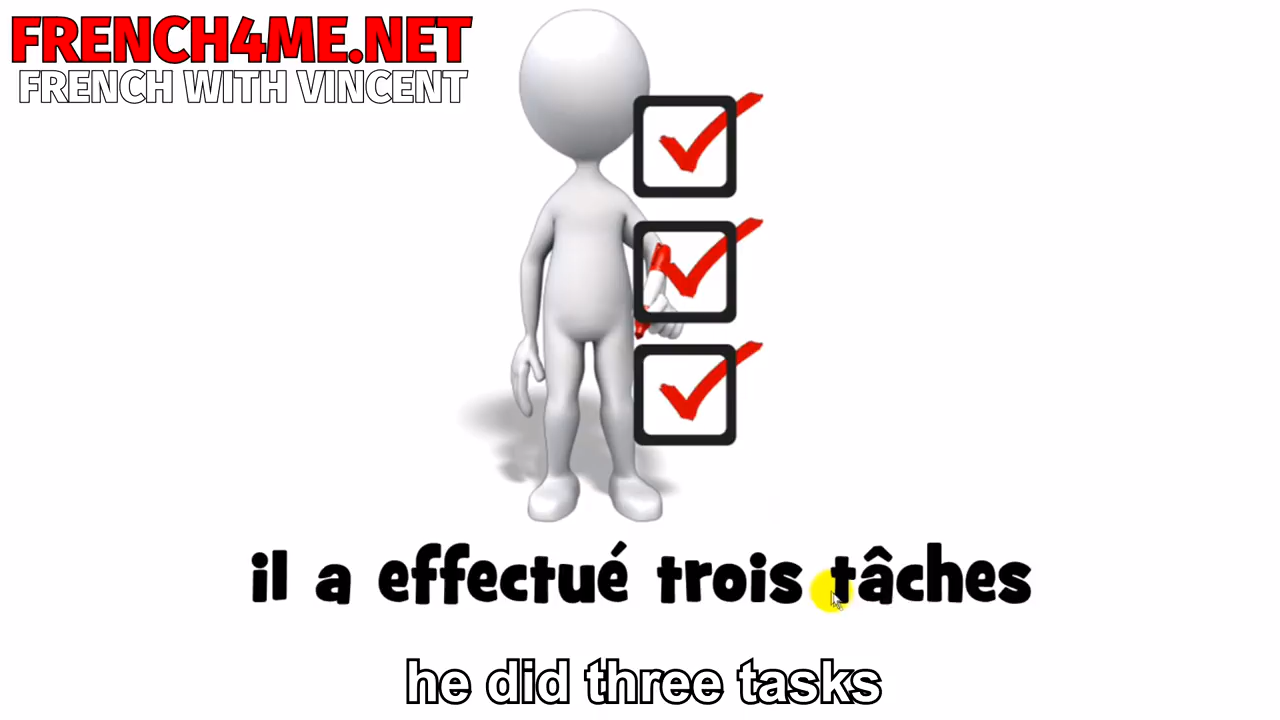 FRENCH4ME.NET
FRENCH WITH VINCENT
il a effectué trois tâches
he did three tasks